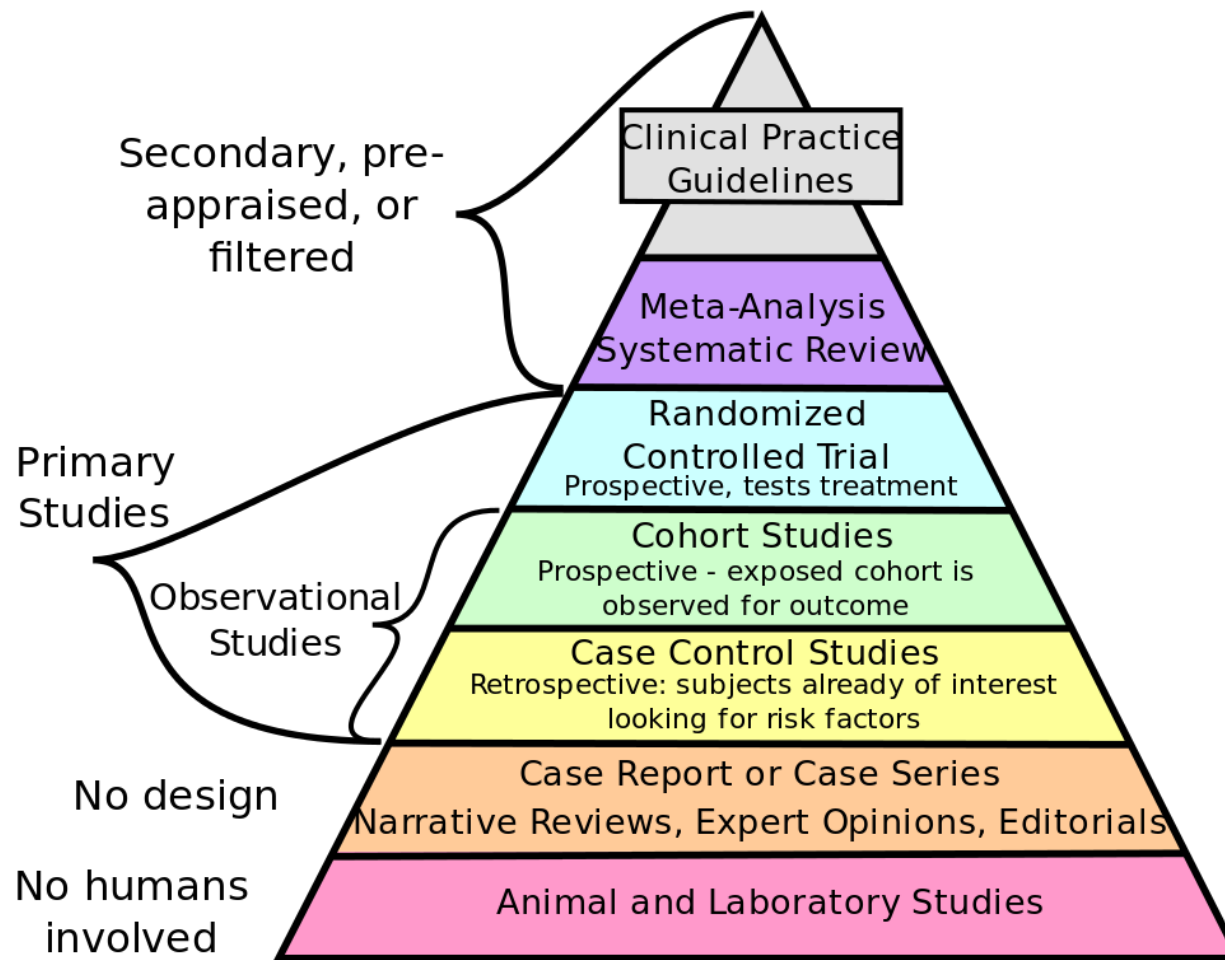 Clinical Practice
Guidelines
Secondary, pre-
appraised, or
filtered
Meta-Analysis
Systematic Review
Randomized
Controlled Trial
Prospective, tests treatment
Primary
Studies
Cohort Studies
Prospective - exposed cohort is
observed for outcome
Observational
Studies
Case Control Studies
Retrospective: subjects already of interest
looking for risk factors
No design
Case Report or Case Series
Narrative Reviews, Expert Opinions, Editorials
No humans
involved
Animal and Laboratory Studies